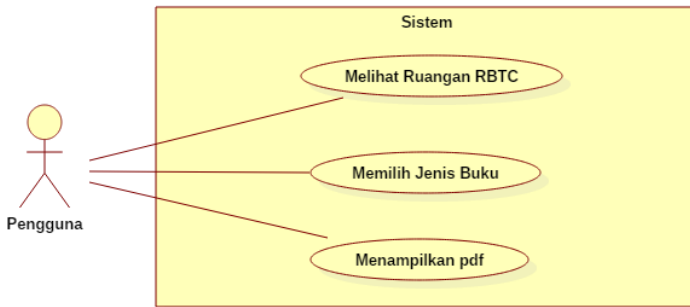 Sistem
Melihat Ruangan RBTC
Memilih Jenis Buku
Pengguna
Menampilkan pdf